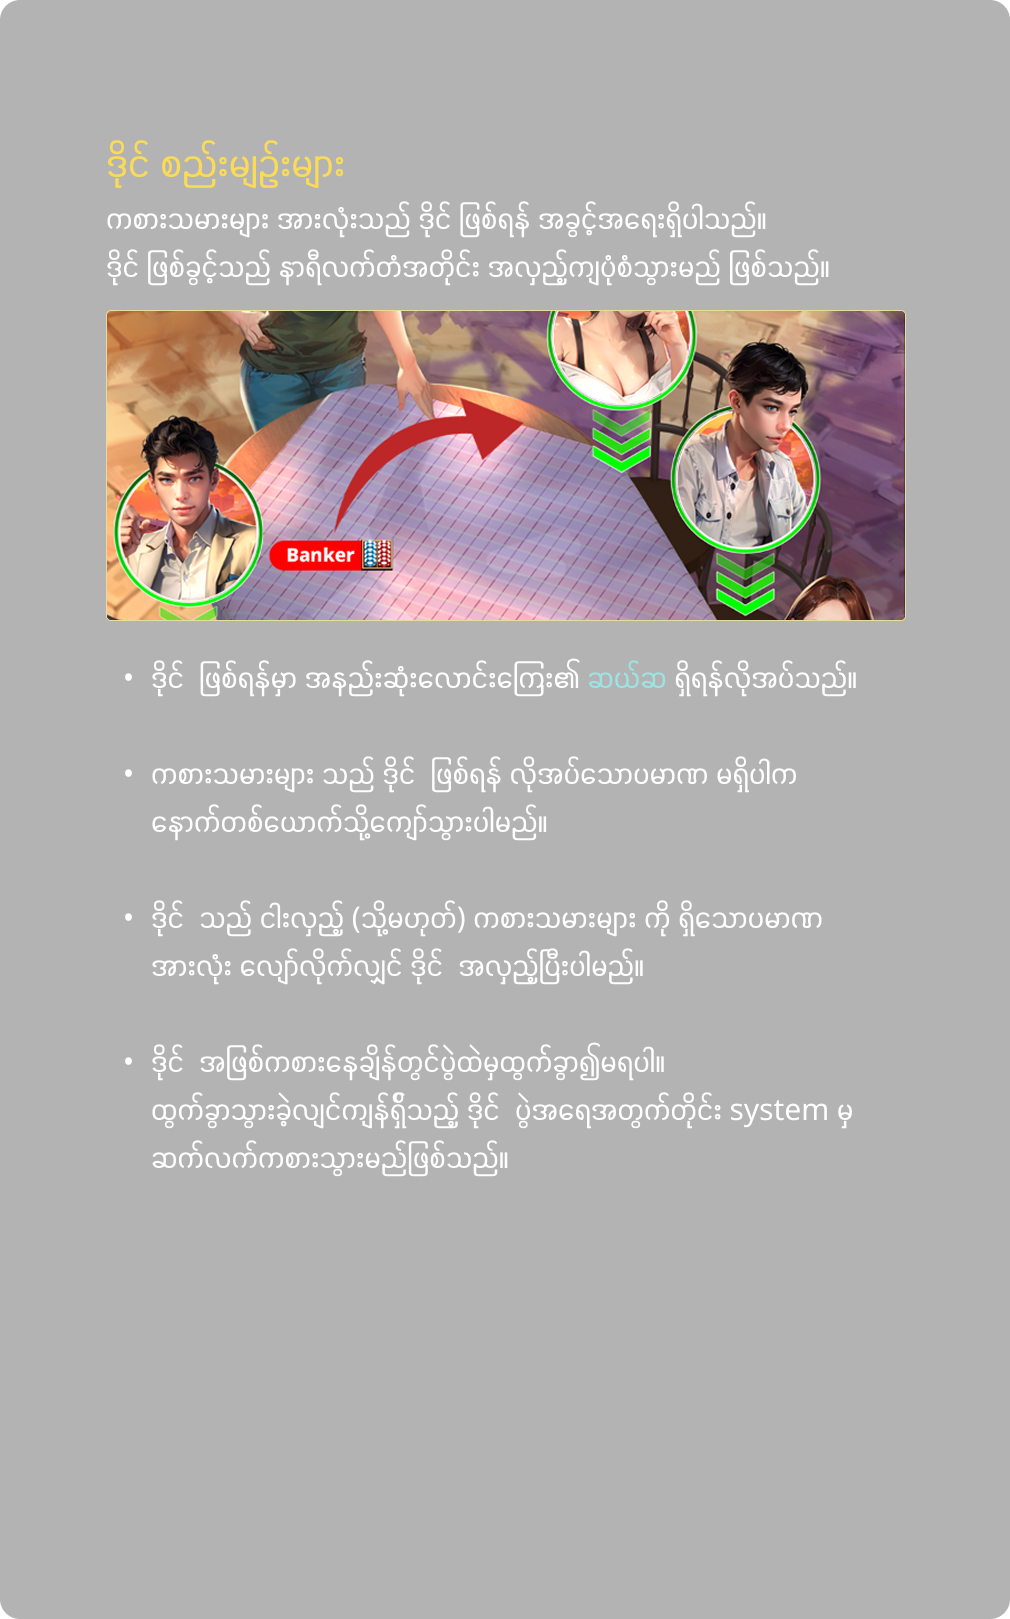 ဒိုင် စည်းမျဉ်းများ
ကစားသမားများ အားလုံးသည် ဒိုင် ဖြစ်ရန် အခွင့်အရေးရှိပါသည်။
ဒိုင် ဖြစ်ခွင့်သည် နာရီလက်တံအတိုင်း အလှည့်ကျပုံစံသွားမည် ဖြစ်သည်။
Banker
• ဒိုင် ဖြစ်ရန်မှာ အနည်းဆုံးလောင်းကြေး၏ ဆယ်ဆ ရှိရန်လိုအပ်သည်။
• ကစားသမားများ သည် ဒိုင် ဖြစ်ရန် လိုအပ်သောပမာဏ မရှိပါက
နောက်တစ်ယောက်သို့ကျော်သွားပါမည်။
• ဒိုင် သည် ငါးလှည့် (သို့မဟုတ်) ကစားသမားများ ကို ရှိသောပမာဏ
အားလုံး လျော်လိုက်လျှင် ဒိုင် အလှည့်ပြီးပါမည်။
• ဒိုင် အဖြစ်ကစားနေချိန်တွင်ပွဲထဲမှထွက်ခွာ၍မရပါ။
ထွက်ခွာသွားခဲ့လျင်ကျန်ရှိသည့် ဒိုင် ပွဲအရေအတွက်တိုင်း system မှ
ဆက်လက်ကစားသွားမည်ဖြစ်သည်။